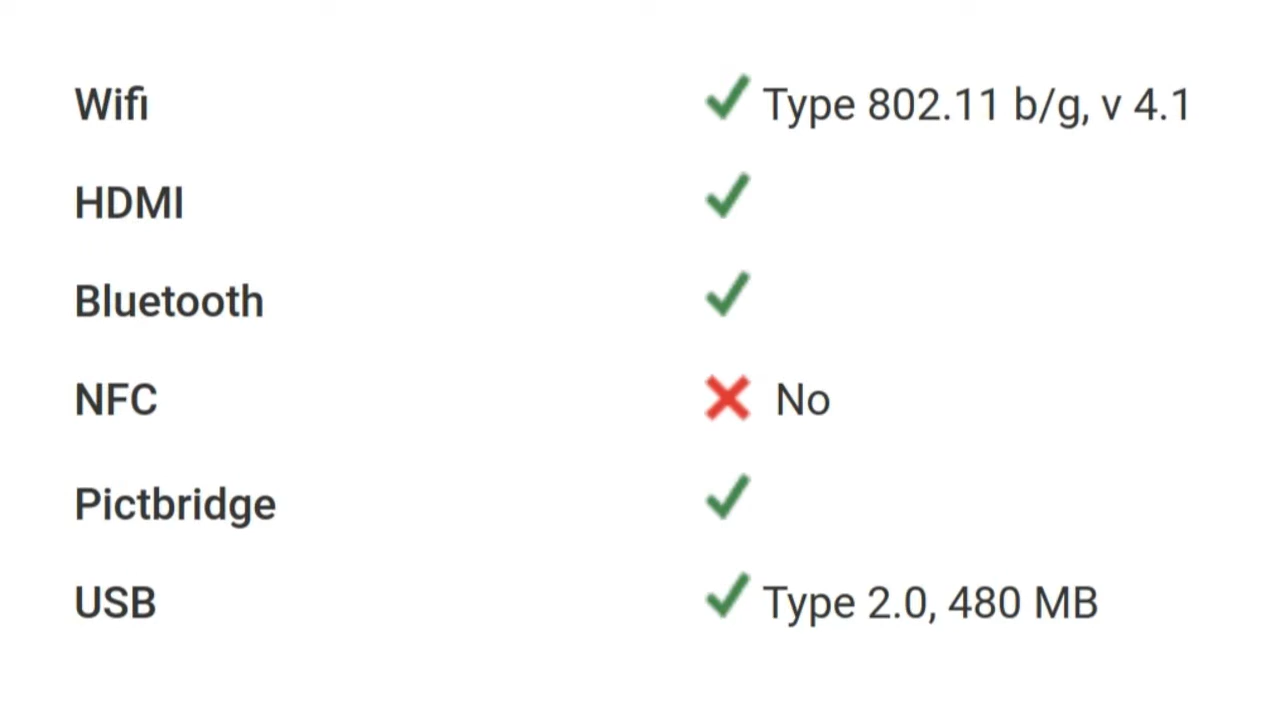 Wifi ✔ Type 802.11 b/g, v 4.1
HDMI ✔
Bluetooth ✔
NFC ✖ No
Pictbridge ✔
USB ✔ Type 2.0, 480 MB